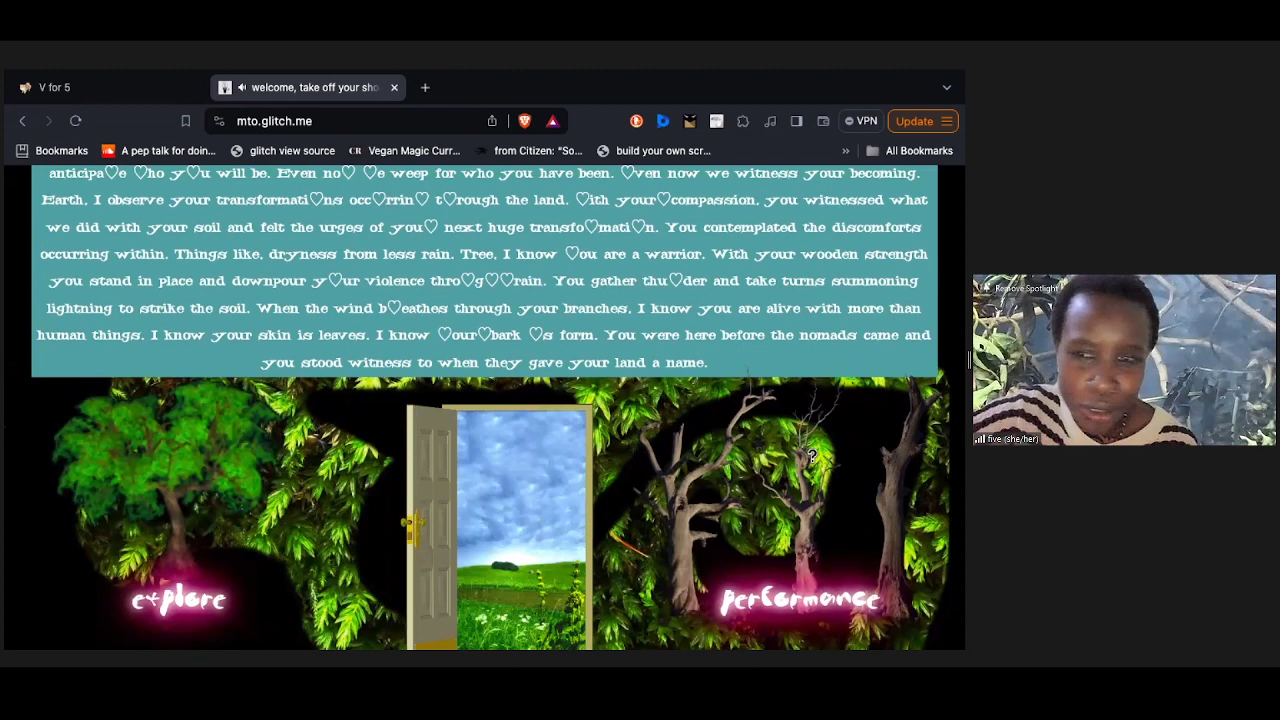 V for 5
welcome, take off your sho
mto.glitch.me
VPN
Update
Bookmarks
A pep talk for doin...
glitch view source
CR Vegan Magic Curr...
from Citizen: "So...
build your own scr...
»
All Bookmarks
anticipa♡e ♡ho y♡u will be. Even no♡ ♡e weep for who you have been. ♡ven now we witness your becoming.
Earth, I observe your transformati♡ns occ♡rrin♡ t♡rough the land. ♡ith your♡compassion, you witnessed what
we did with your soil and felt the urges of you♡ next huge transfo♡mati♡n. You contemplated the discomforts
occurring within. Things like, dryness from less rain. Tree, I know ♡ou are a warrior. With your wooden strength
you stand in place and downpour y♡ur violence thro♡g♡♡rain. You gather thu♡der and take turns summoning
lightning to strike the soil. When the wind b♡eathes through your branches, I know you are alive with more than
human things. I know your skin is leaves. I know ♡our♡bark ♡s form. You were here before the nomads came and
you stood witness to when they gave your land a name.
explore
performance
?
Remove Spotlight
five (she/her)